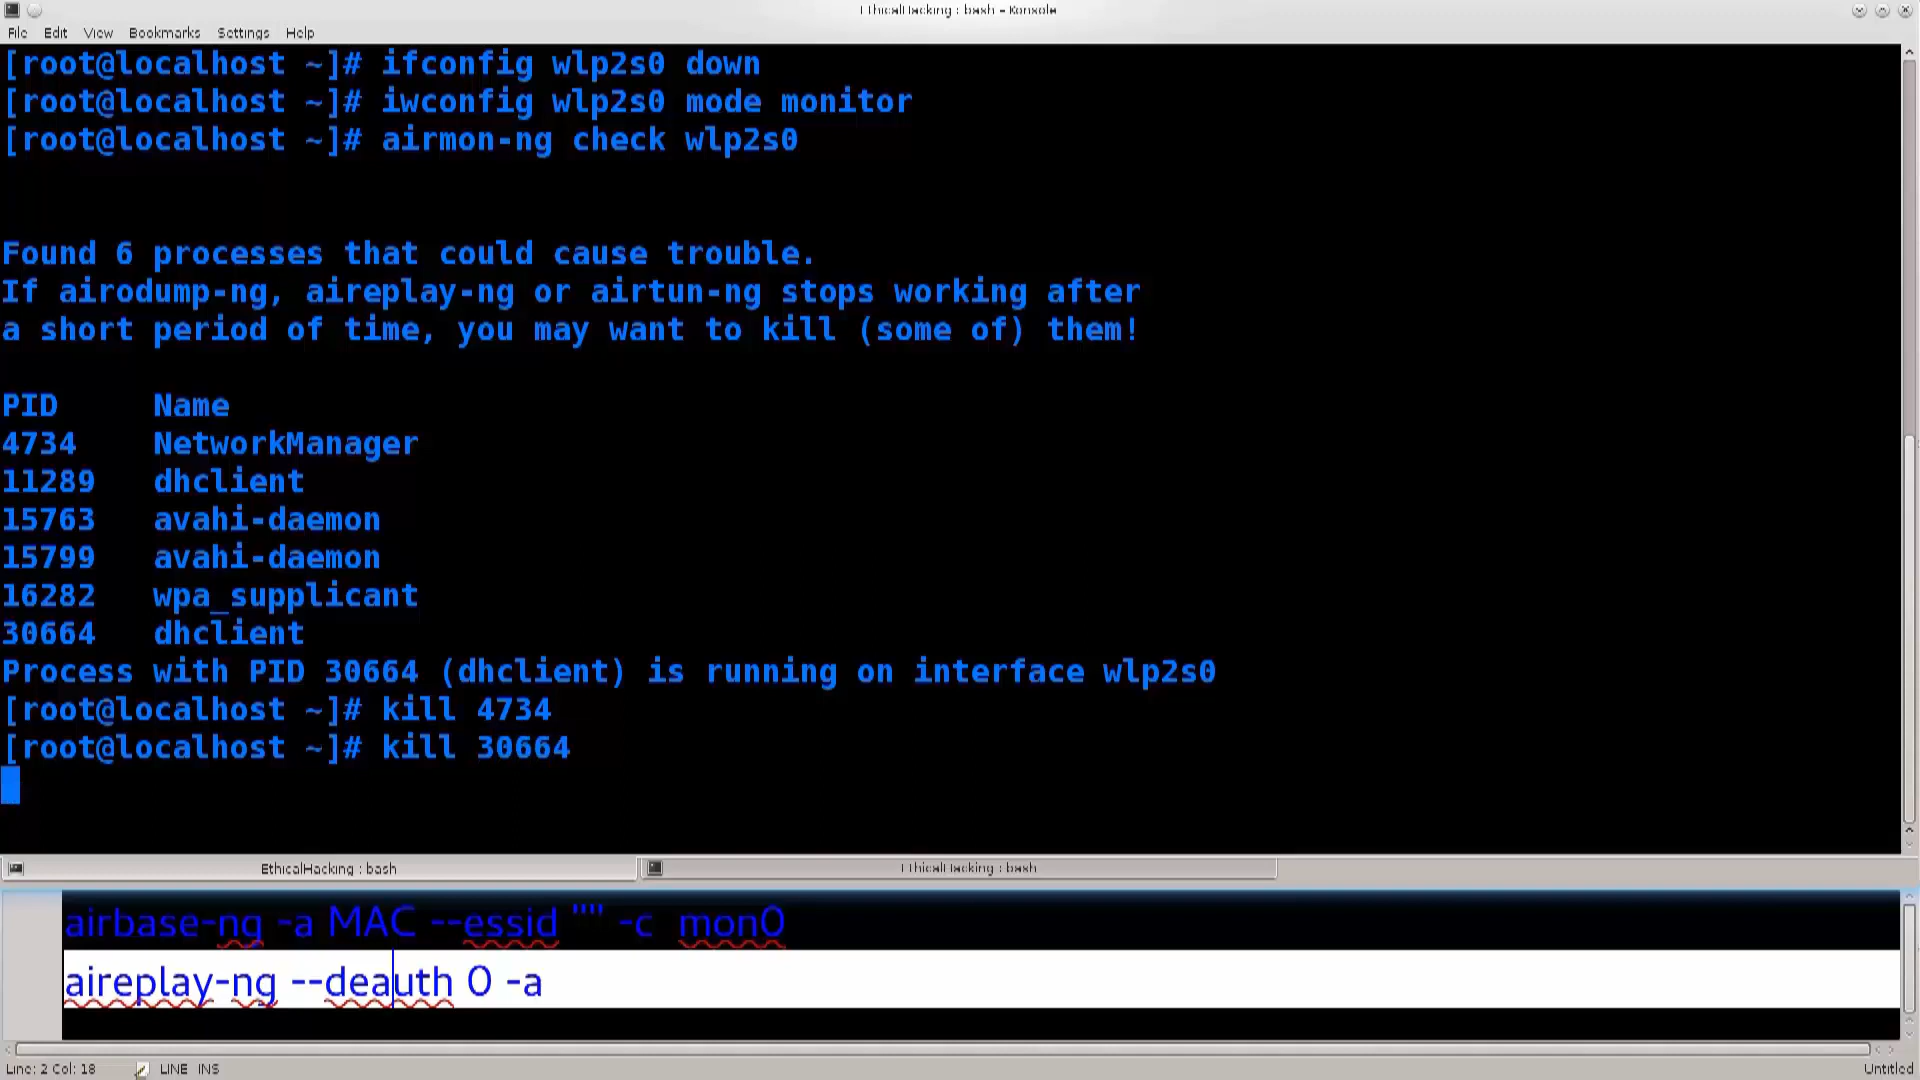 EthicalHacking : bash - Konsole
File Edit View Bookmarks Settings Help
[root@localhost ~]# ifconfig wlp2s0 down
[root@localhost ~]# iwconfig wlp2s0 mode monitor
[root@localhost ~]# airmon-ng check wlp2s0
Found 6 processes that could cause trouble.
If airodump-ng, aireplay-ng or airtun-ng stops working after
a short period of time, you may want to kill (some of) them!
PID Name
4734 NetworkManager
11289 dhclient
15763 avahi-daemon
15799 avahi-daemon
16282 wpa_supplicant
30664 dhclient
Process with PID 30664 (dhclient) is running on interface wlp2s0
[root@localhost ~]# kill 4734
[root@localhost ~]# kill 30664
EthicalHacking : bash EthicalHacking : bash
airbase-ng -a MAC --essid "" -c mon0
aireplay-ng --deauth 0 -a
Line: 2 Col: 18 LINE INS Untitled